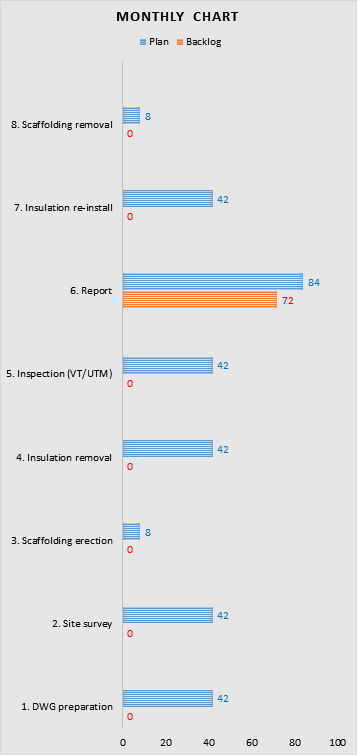 MONTHLY CHART
Plan Backlog
8. Scaffolding removal 8
0
7. Insulation re-install 42
0
6. Report 84
72
5. Inspection (VT/UTM) 42
0
4. Insulation removal 42
0
3. Scaffolding erection 8
0
2. Site survey 42
0
1. DWG preparation 42
0
0 20 40 60 80 100